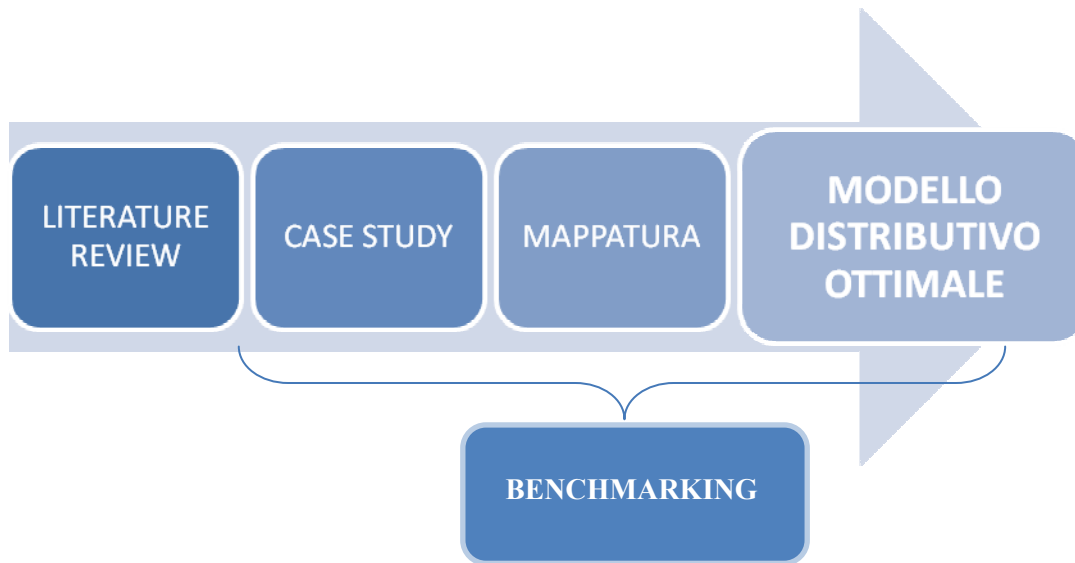 LITERATURE
REVIEW
CASE STUDY
MAPPATURA
MODELLO
DISTRIBUTIVO
OTTIMALE
BENCHMARKING